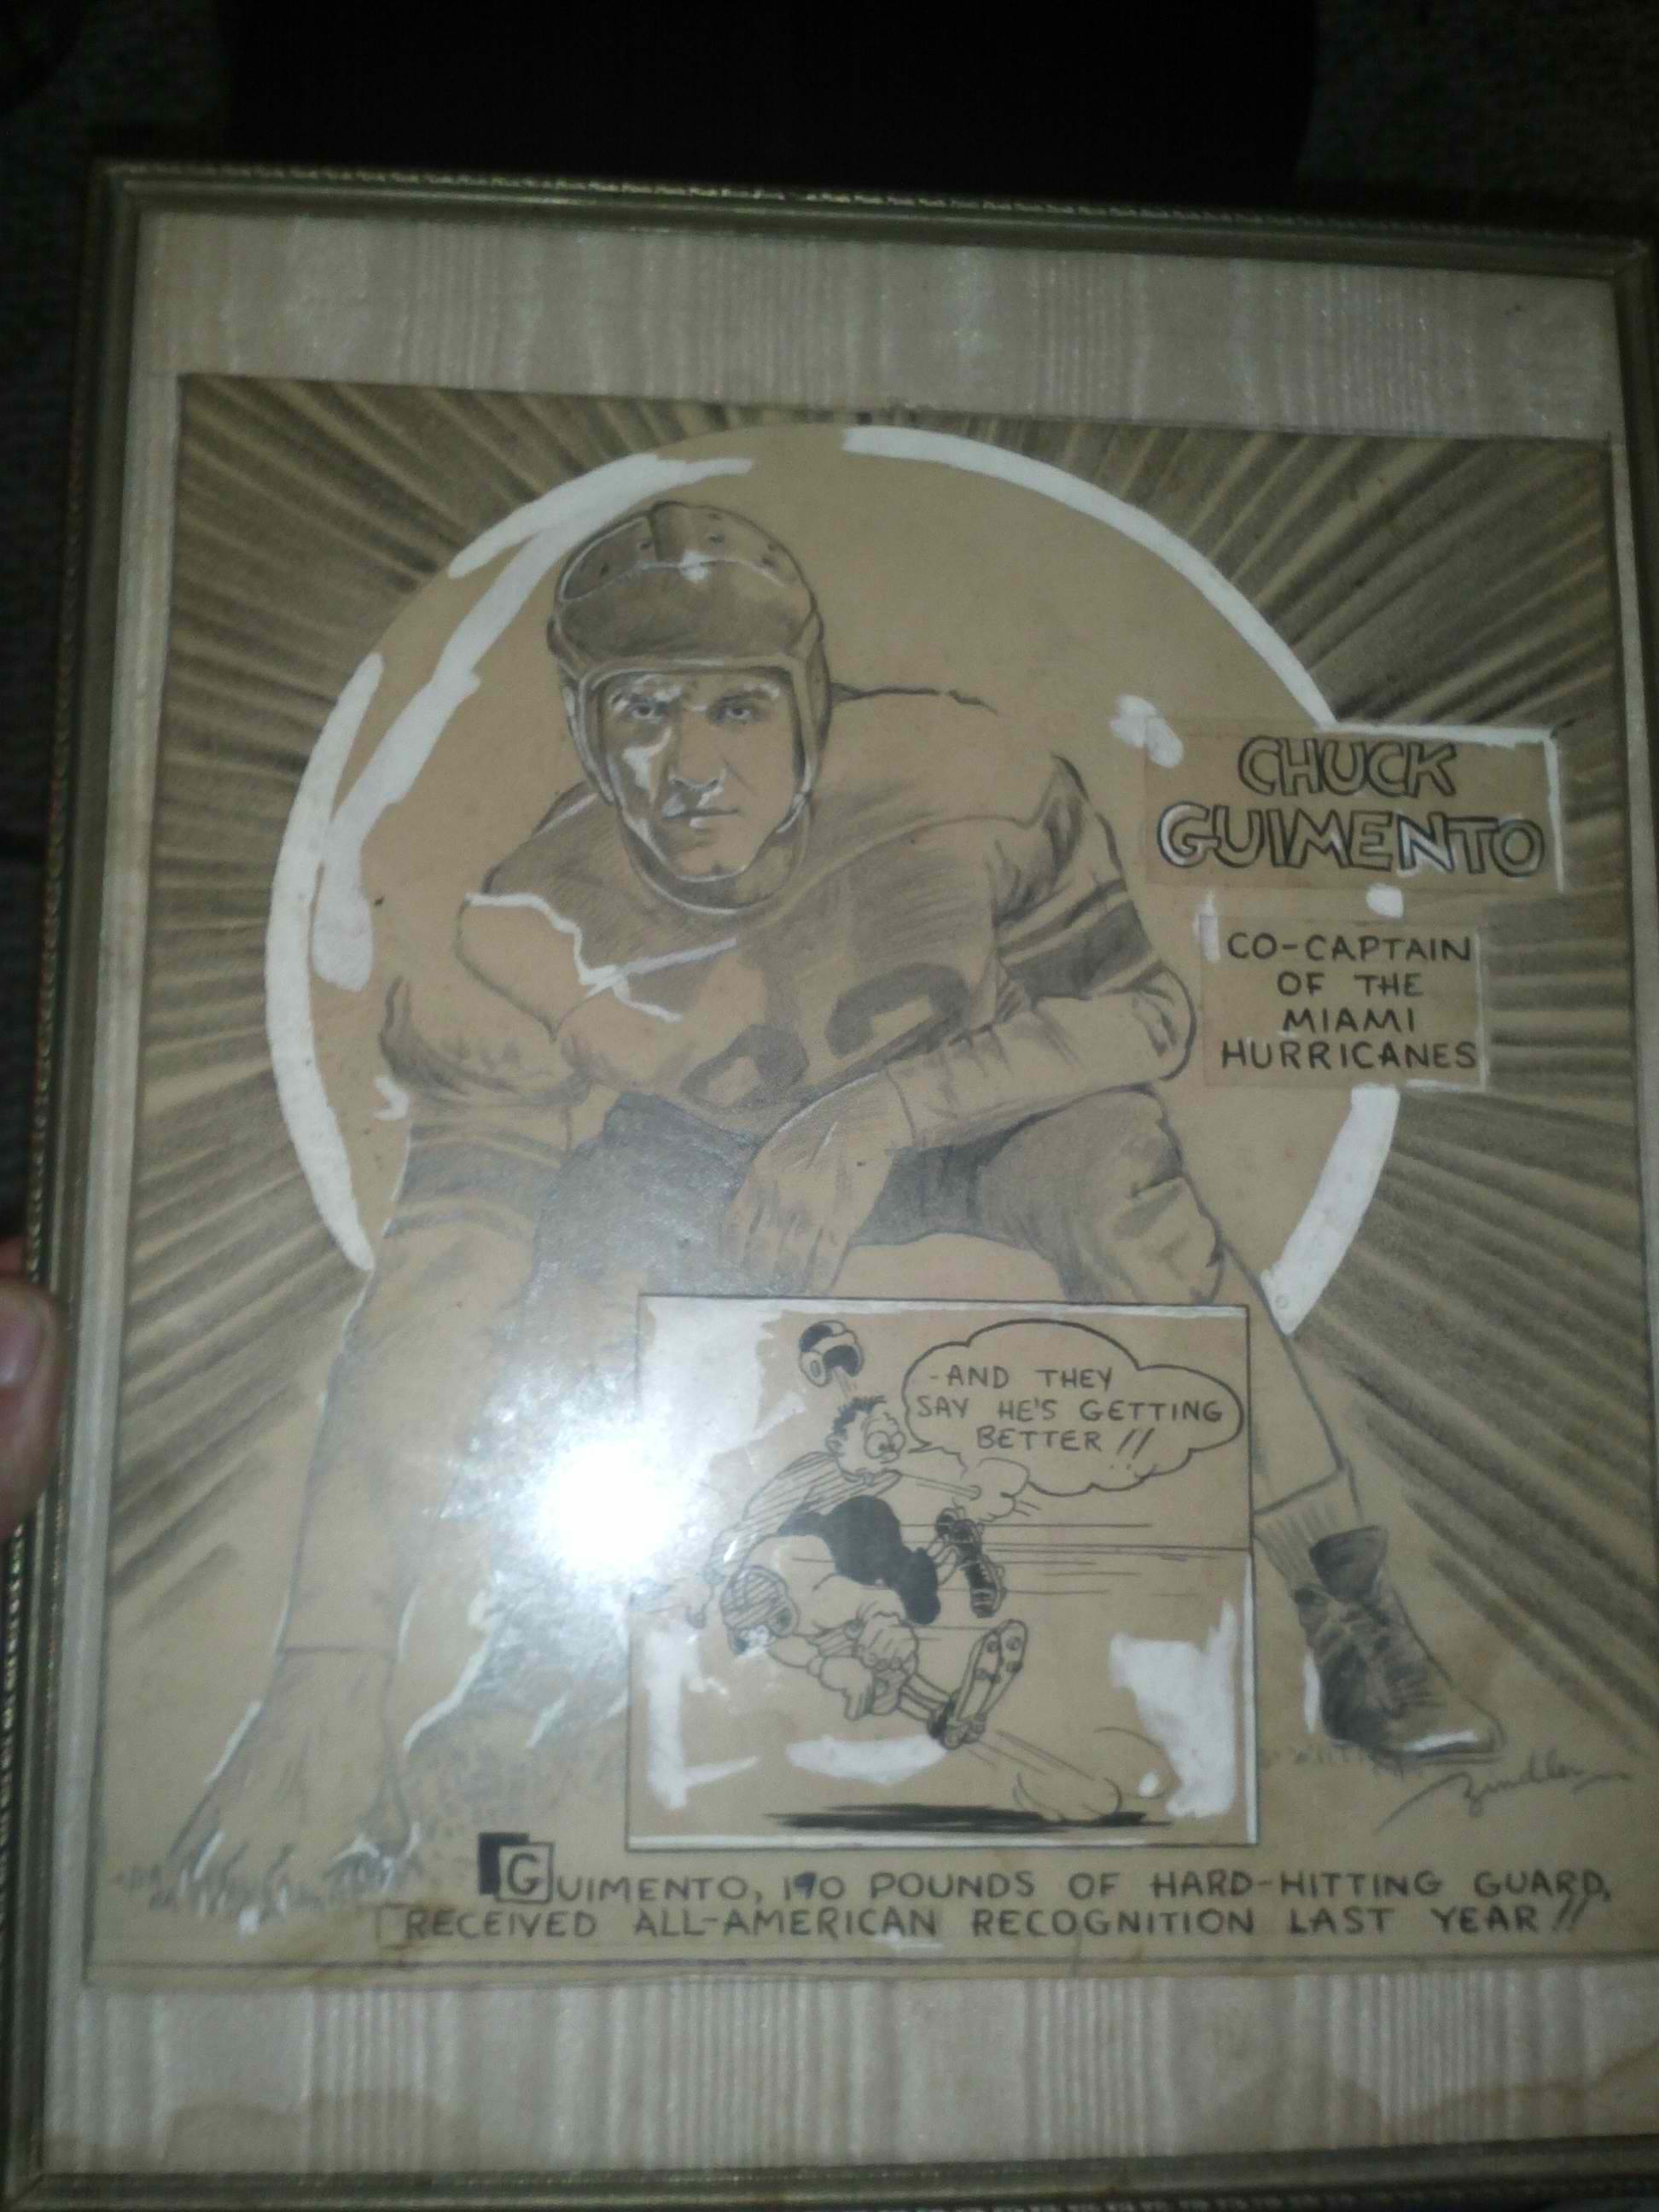 CHUCK
GUIMENTO
CO-CAPTAIN
OF THE
MIAMI
HURRICANES
-AND THEY
SAY HE'S GETTING
BETTER!!
GUIMENTO, 190 POUNDS OF HARD-HITTING GUARD,
RECEIVED ALL-AMERICAN RECOGNITION LAST YEAR!!